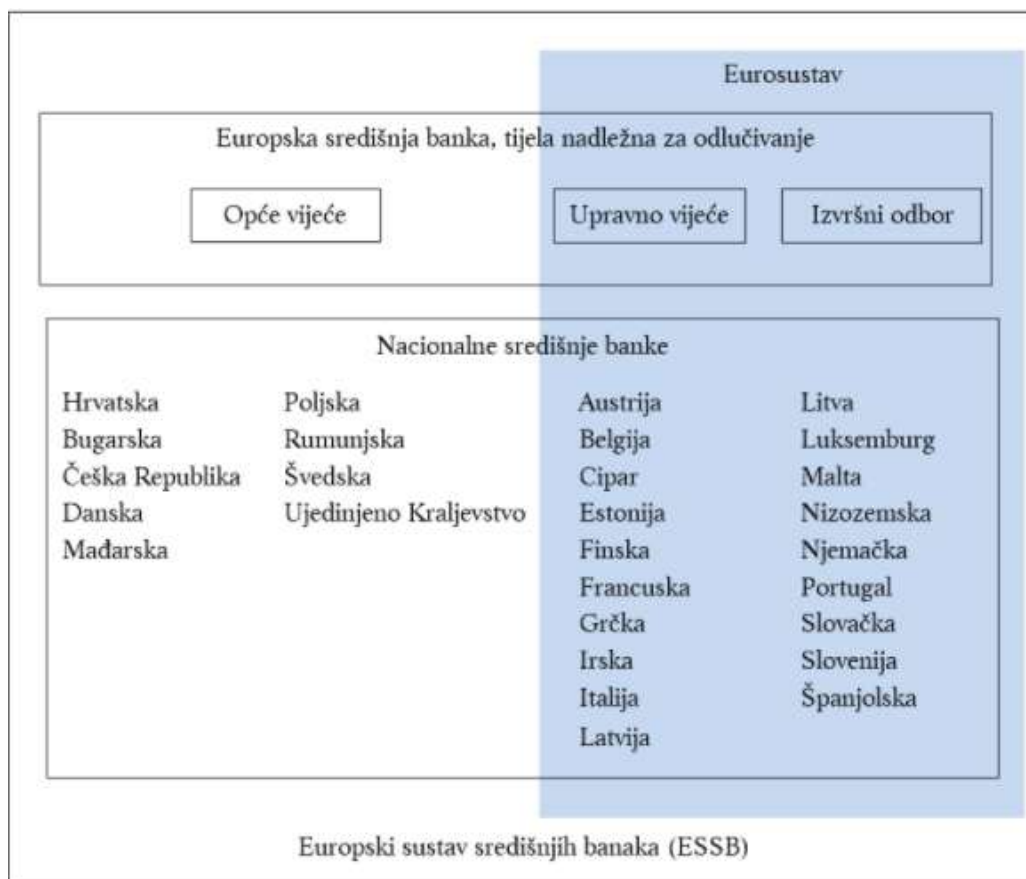 Eurosustav
Europska središnja banka, tijela nadležna za odlučivanje
Opće vijeće
Upravno vijeće
Izvršni odbor
Nacionalne središnje banke
Hrvatska
Bugarska
Češka Republika
Danska
Mađarska
Poljska
Rumunjska
Švedska
Ujedinjeno Kraljevstvo
Austrija
Belgija
Cipar
Estonija
Finska
Francuska
Grčka
Irska
Italija
Latvija
Litva
Luksemburg
Malta
Nizozemska
Njemačka
Portugal
Slovačka
Slovenija
Španjolska
Europski sustav središnjih banaka (ESSB)